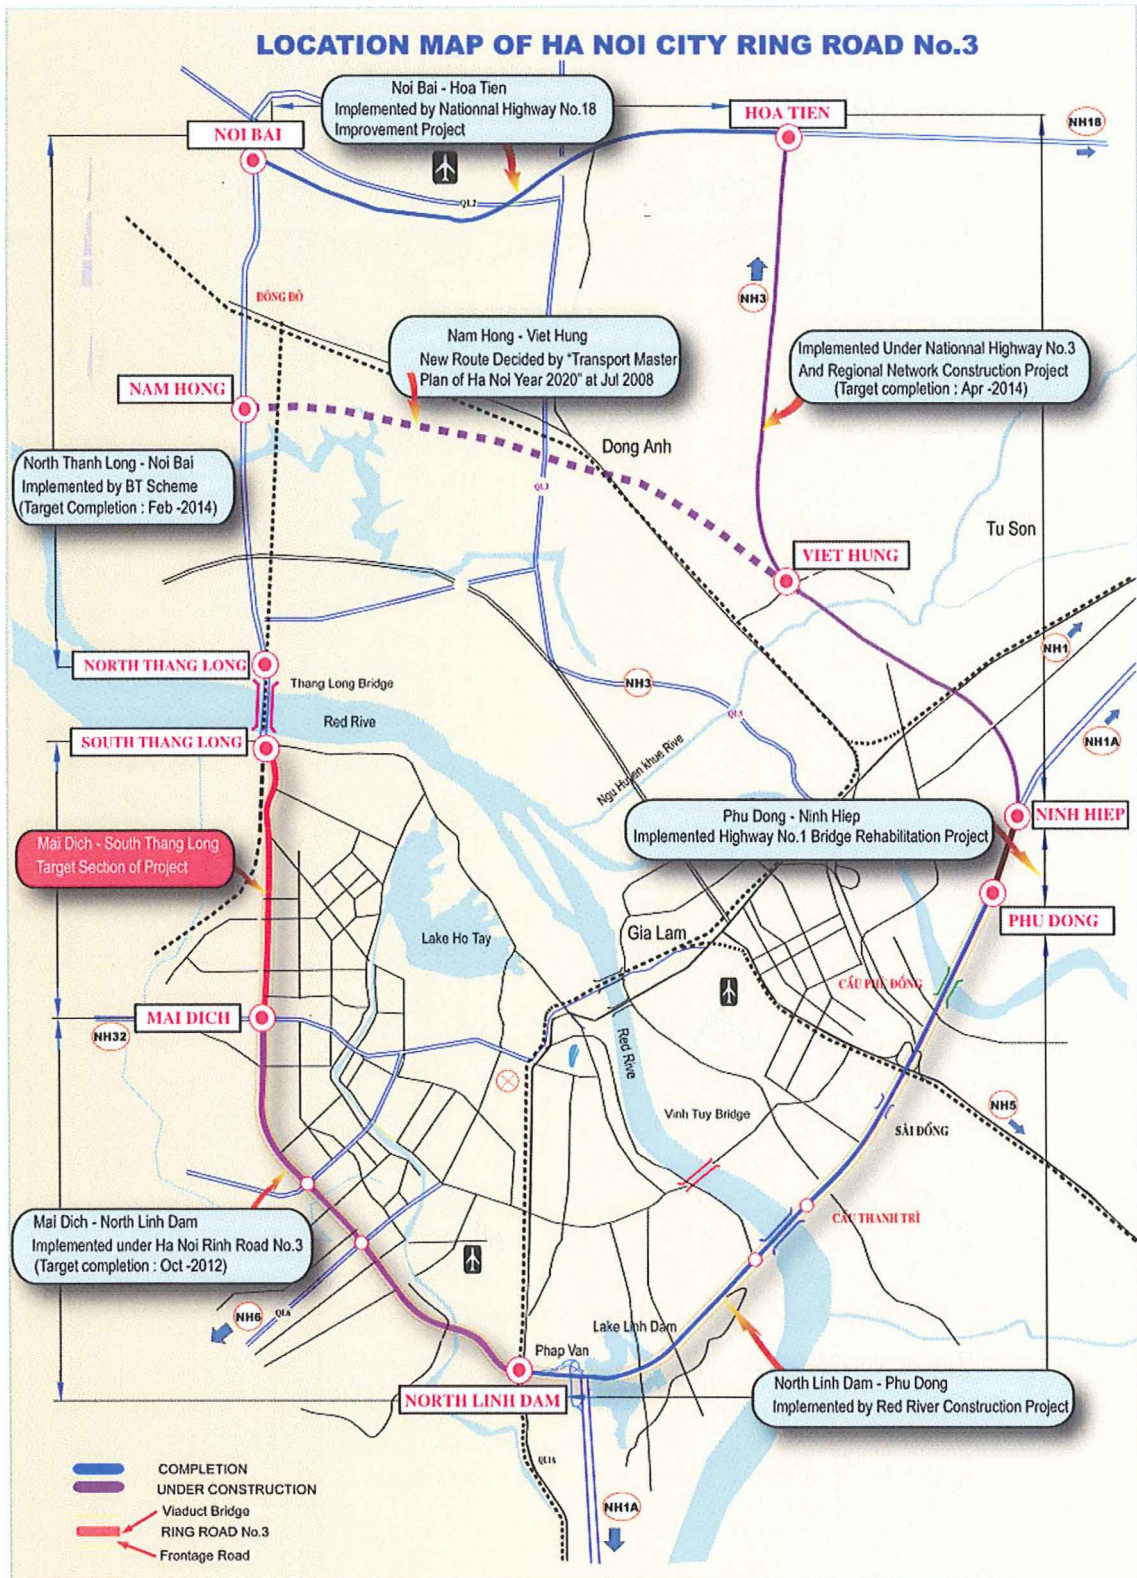 LOCATION MAP OF HA NOI CITY RING ROAD No.3
Noi Bai - Hoa Tien
Implemented by Nationnal Highway No.18
Improvement Project
NOI BAI
HOA TIEN
NH18
QL2
NH3
ĐÔNG ĐÔ
Nam Hong - Viet Hung
New Route Decided by "Transport Master
Plan of Ha Noi Year 2020" at Jul 2008
Implemented Under Nationnal Highway No.3
And Regional Network Construction Project
(Target completion : Apr -2014)
NAM HONG
Dong Anh
North Thanh Long - Noi Bai
Implemented by BT Scheme
(Target Completion : Feb -2014)
QL3
Tu Son
VIET HUNG
NORTH THANG LONG
NH1
Thang Long Bridge
NH3
Red Rive
SOUTH THANG LONG
NH1A
Ngu Huyen khue Rive
Phu Dong - Ninh Hiep
Implemented Highway No.1 Bridge Rehabilitation Project
NINH HIEP
Mai Dich - South Thang Long
Target Section of Project
PHU DONG
Lake Ho Tay
Gia Lam
CẦU PHÙ ĐỔNG
MAI DICH
NH32
Red Rive
NH5
Vinh Tuy Bridge
SÀI ĐỒNG
CẦU THANH TRÌ
Mai Dich - North Linh Dam
Implemented under Ha Noi Rinh Road No.3
(Target completion : Oct -2012)
NH6
QL6
Lake Linh Dam
Phap Van
North Linh Dam - Phu Dong
Implemented by Red River Construction Project
NORTH LINH DAM
QL1A
NH1A
COMPLETION
UNDER CONSTRUCTION
Viaduct Bridge
RING ROAD No.3
Frontage Road